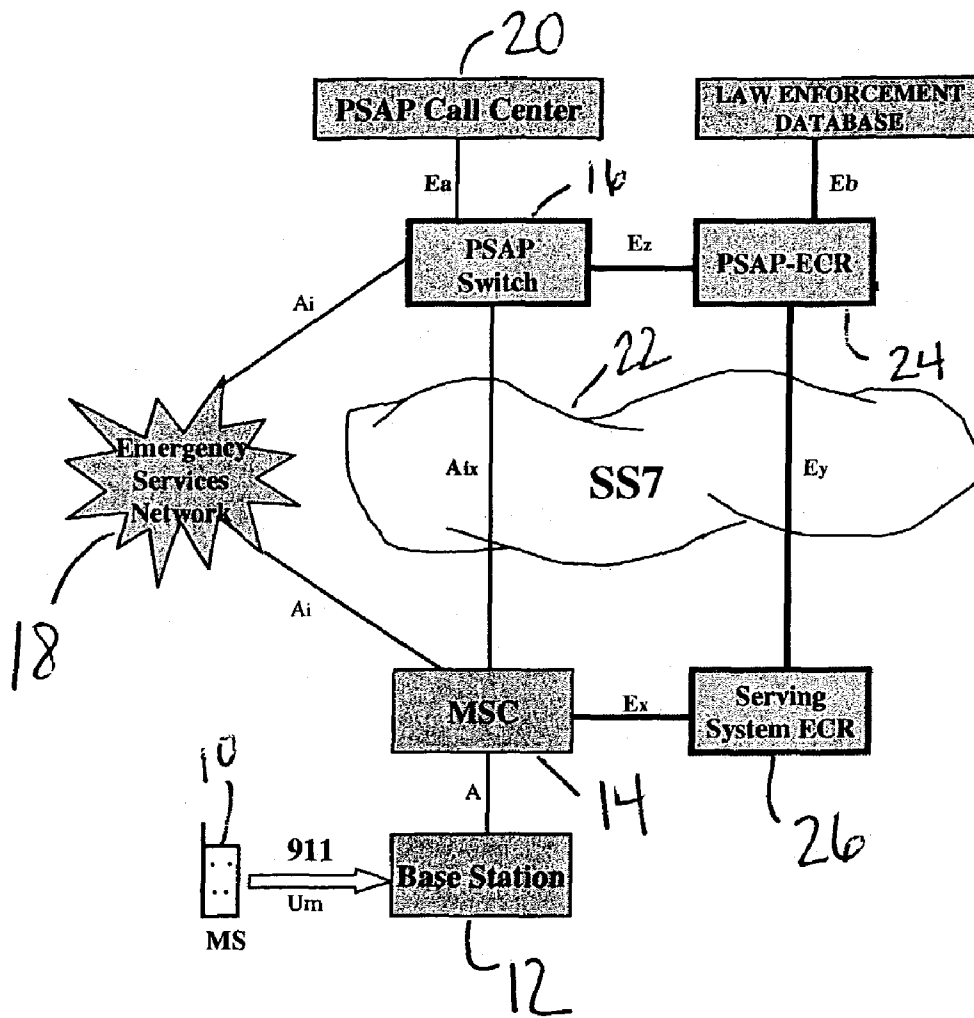 20
PSAP Call Center
LAW ENFORCEMENT
DATABASE
Ea
16
Eb
PSAP
Switch
Ez
PSAP-ECR
Ai
22
24
Emergency
Services
Network
Aix
SS7
Ey
18
Ai
MSC
Ex
Serving
System ECR
10
A
14
26
911
Um
Base Station
MS
12